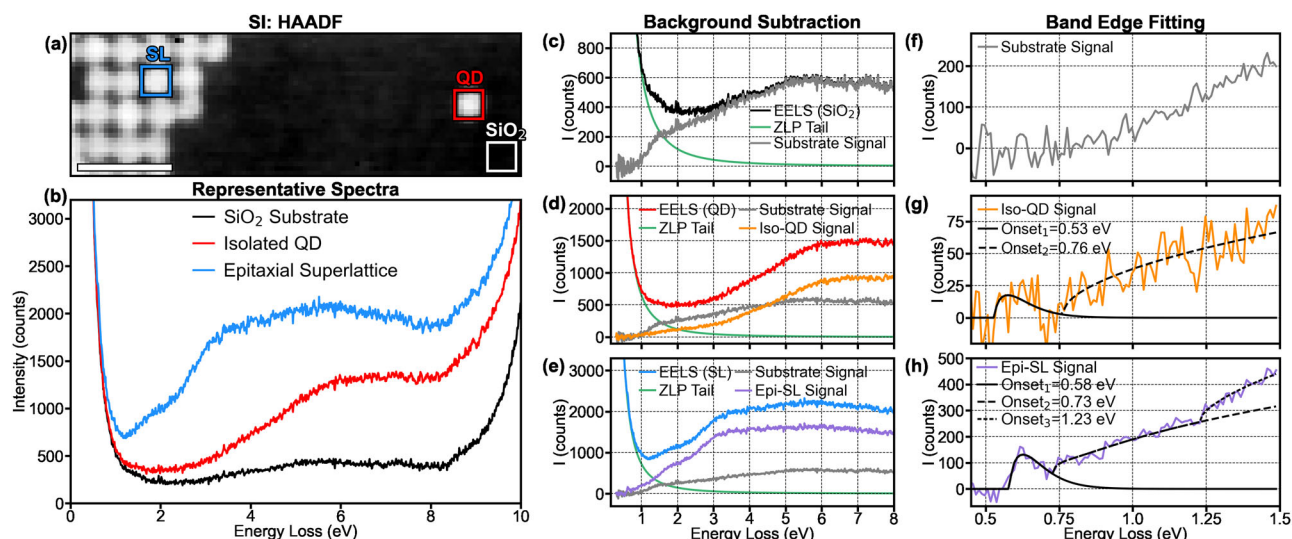 SI: HAADF
(a)
SL
QD
SiO₂
Representative Spectra
(b)
3000
2500
2000
1500
1000
500
0
Intensity (counts)
SiO₂ Substrate
Isolated QD
Epitaxial Superlattice
0 2 4 6 8 10
Energy Loss (eV)
Background Subtraction
(c)
800
600
400
200
0
I (counts)
EELS (SiO₂)
ZLP Tail
Substrate Signal
(d)
2000
1500
1000
500
0
I (counts)
EELS (QD) Substrate Signal
ZLP Tail Iso-QD Signal
(e)
3000
2000
1000
0
I (counts)
EELS (SL) Substrate Signal
ZLP Tail Epi-SL Signal
1 2 3 4 5 6 7 8
Energy Loss (eV)
Band Edge Fitting
(f)
200
100
0
I (counts)
Substrate Signal
(g)
75
50
25
0
I (counts)
Iso-QD Signal
Onset₁=0.53 eV
Onset₂=0.76 eV
(h)
500
400
300
200
100
0
I (counts)
Epi-SL Signal
Onset₁=0.58 eV
Onset₂=0.73 eV
Onset₃=1.23 eV
0.5 0.75 1.0 1.25 1.5
Energy Loss (eV)